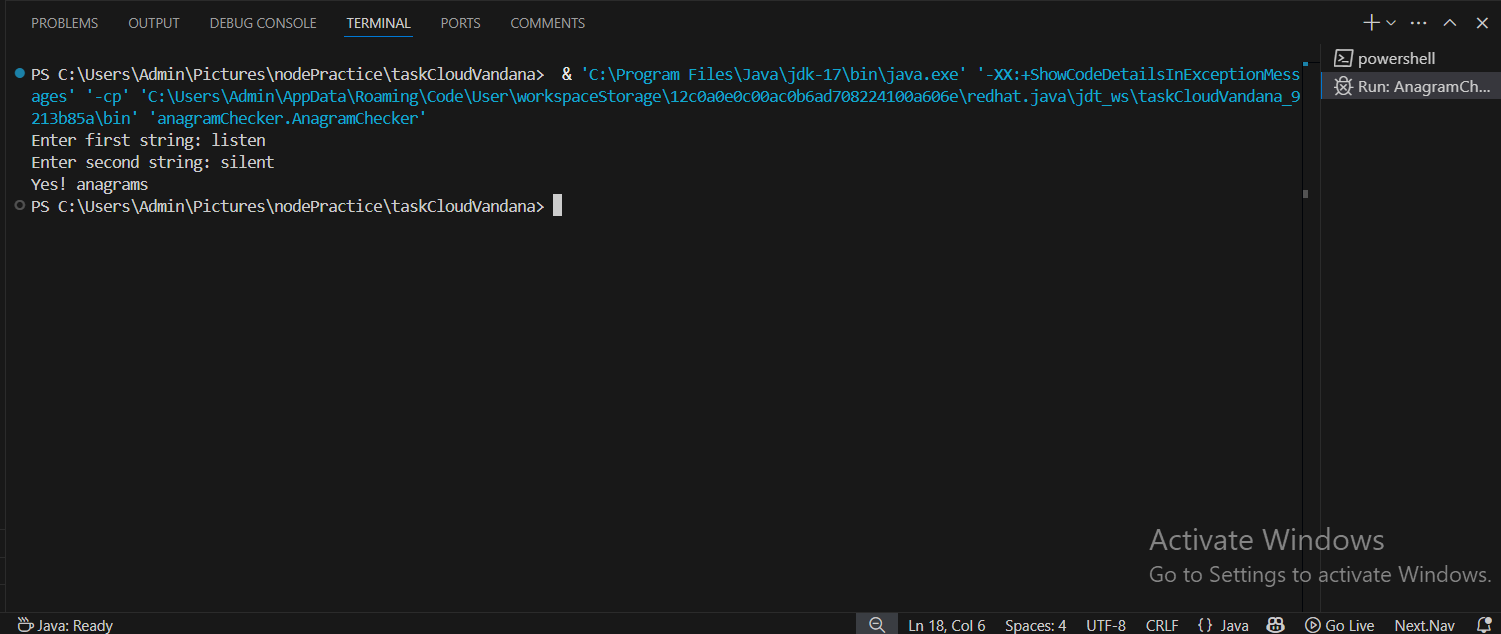 PROBLEMS OUTPUT DEBUG CONSOLE TERMINAL PORTS COMMENTS
PS C:\Users\Admin\Pictures\nodePractice\taskCloudVandana>  & 'C:\Program Files\Java\jdk-17\bin\java.exe' '-XX:+ShowCodeDetailsInExceptionMess
ages' '-cp' 'C:\Users\Admin\AppData\Roaming\Code\User\workspaceStorage\12c0a0e0c00ac0b6ad708224100a606e\redhat.java\jdt_ws\taskCloudVandana_9
213b85a\bin' 'anagramChecker.AnagramChecker'
Enter first string: listen
Enter second string: silent
Yes! anagrams
PS C:\Users\Admin\Pictures\nodePractice\taskCloudVandana>
powershell
Run: AnagramCh...
Activate Windows
Go to Settings to activate Windows.
Java: Ready Ln 18, Col 6 Spaces: 4 UTF-8 CRLF {} Java Go Live Next.Nav